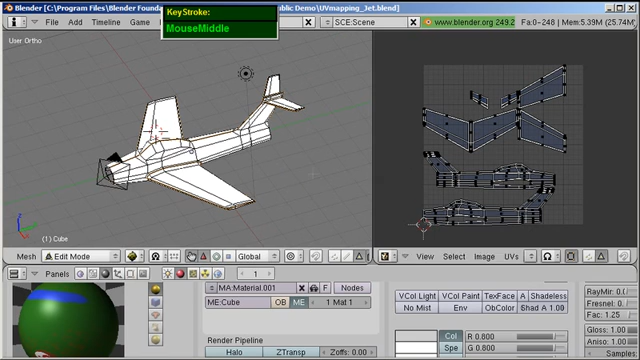 Blender [C:\Program Files\Blender Founda
KeyStroke:
MouseMiddle
blic Demo\UVmapping_Jet.blend]
File Add Timeline Game Rende
SCE:Scene
www.blender.org 249.2
Fa:0-248 | Mem:5.39M (25.74M
User Ortho
(1) Cube
Mesh
Edit Mode
Global
View Select Image UVs
Panels
1
MA:Material.001
F
Nodes
ME:Cube
OB
ME
1 Mat 1
Render Pipeline
Halo
ZTransp
Zoffs: 0.00
VCol Light
VCol Paint
TexFace
A
Shadeless
No Mist
Env
ObColor
Shad A 1.00
Col
R 0.800
Spe
G 0.800
RayMir: 0.0
Fresnel: 0.
Fac: 1.25
Gloss: 1.00
Aniso: 1.00
Samples